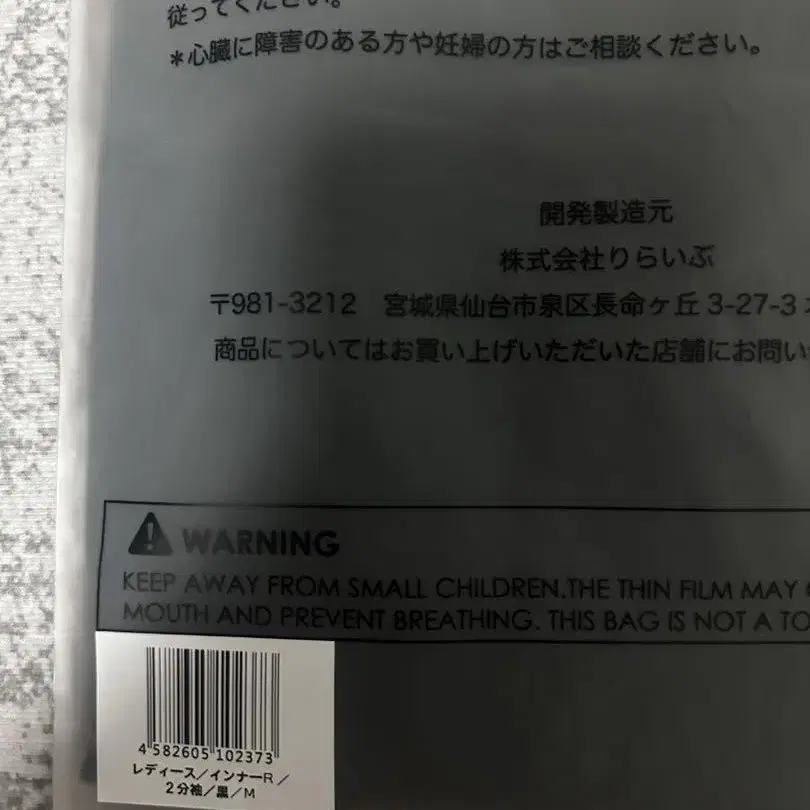 従ってください。
＊心臓に障害のある方や妊婦の方はご相談ください。
開発製造元
株式会社りらいぶ
〒981-3212 宮城県仙台市泉区長命ヶ丘3-27-3
商品についてはお買い上げいただいた店舗にお問い
WARNING
KEEP AWAY FROM SMALL CHILDREN.THE THIN FILM MAY
MOUTH AND PREVENT BREATHING. THIS BAG IS NOT A TO
4 582605 102373
レディース／インナーR／
2分袖／黒／M